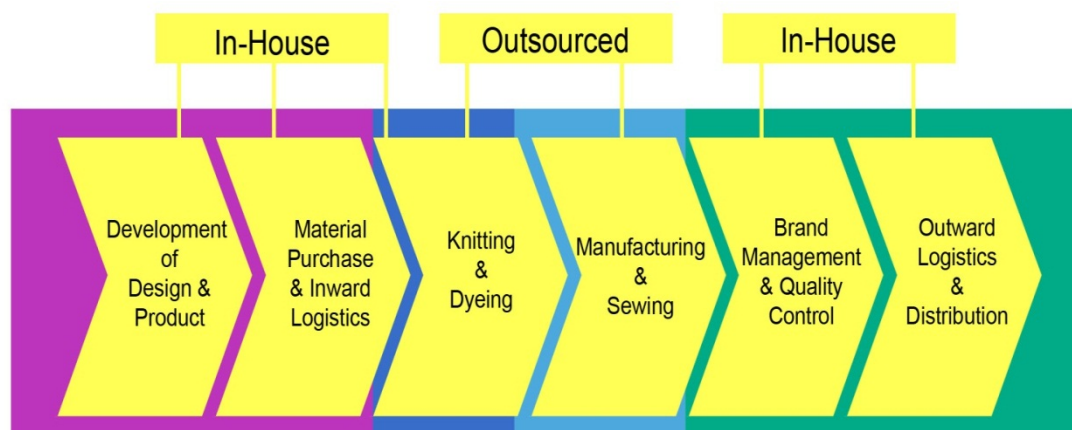 In-House
Outsourced
In-House
Development
of
Design &
Product
Material
Purchase
& Inward
Logistics
Knitting
&
Dyeing
Manufacturing
&
Sewing
Brand
Management
& Quality
Control
Outward
Logistics
&
Distribution